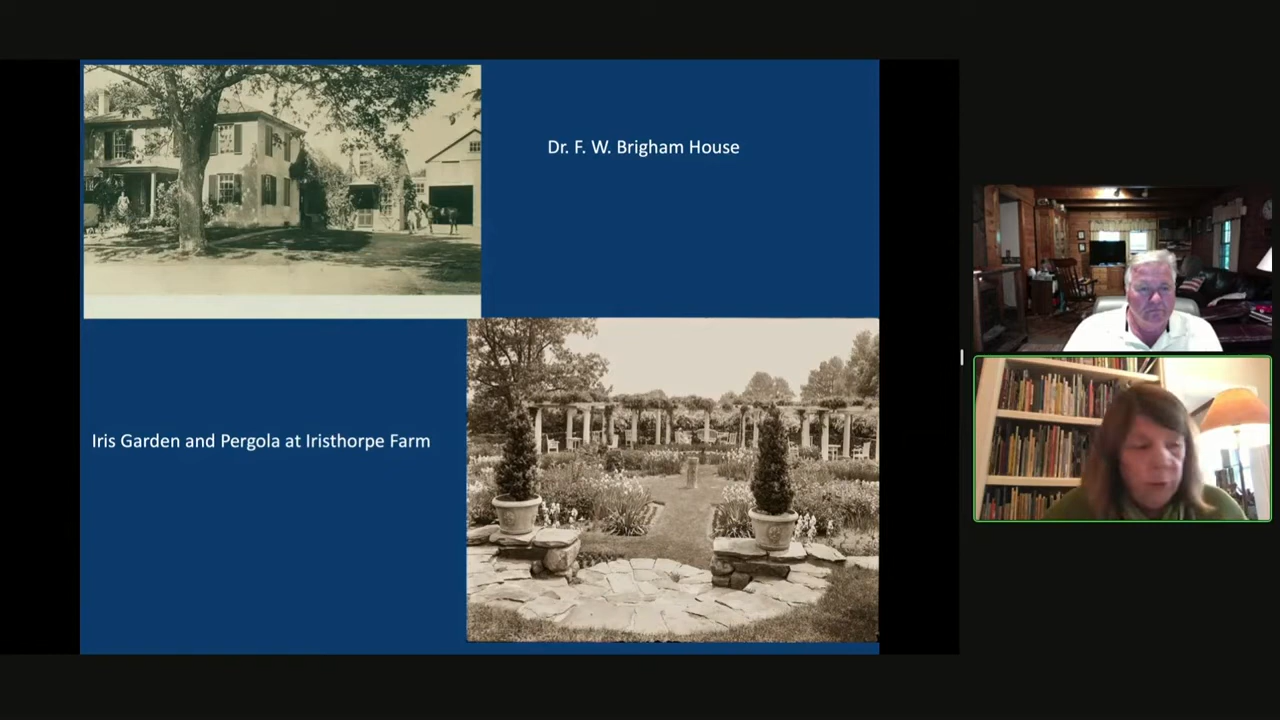 Dr. F. W. Brigham House
Iris Garden and Pergola at Iristhorpe Farm